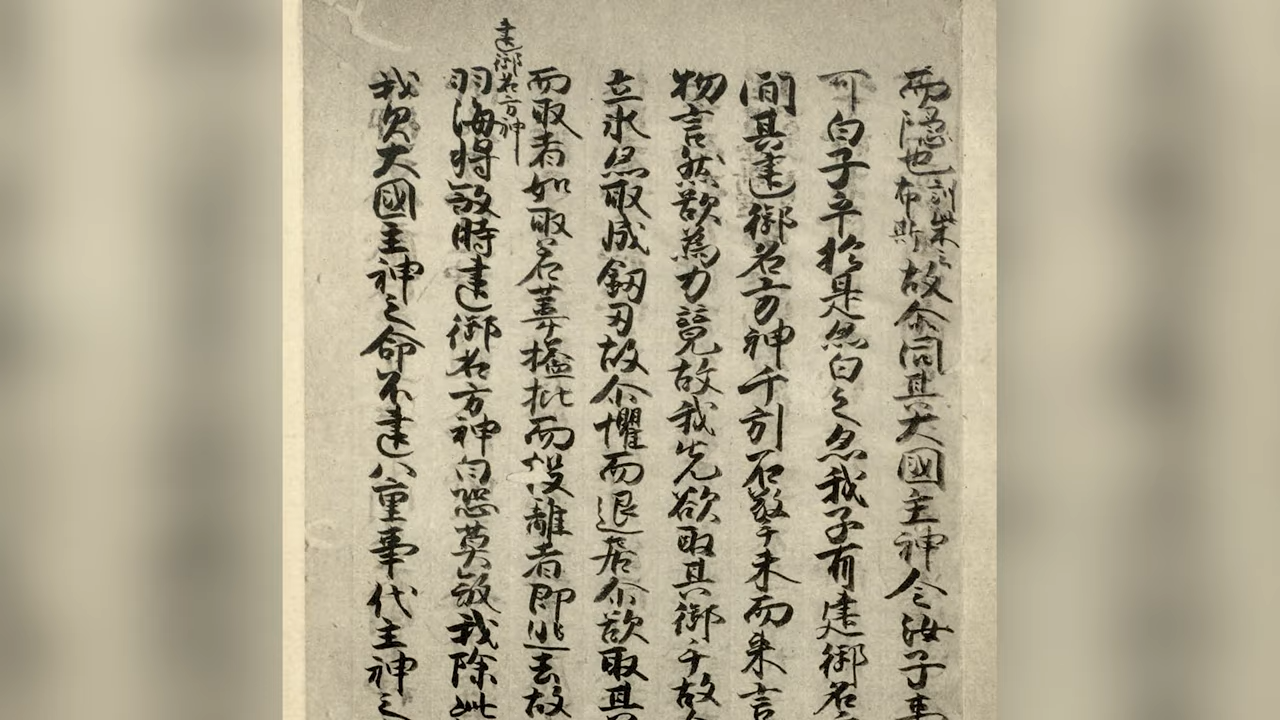 而隠也訓柴云布斯故尓問其大國主神今汝子事
可白子乎於是亦白之亦我子有建御名
間其建御名方神千引石擎手末而来言
物言然欲為力競故我先欲取其御手故令
立氷亦取成釼刃故尓懼而退居尓欲取其
而取者如取若葦搤批而投離者即逃去故
建御名方神
羽海将殺時建御名方神白恐莫殺我除此
我父大國主神之命不違八重事代主神之